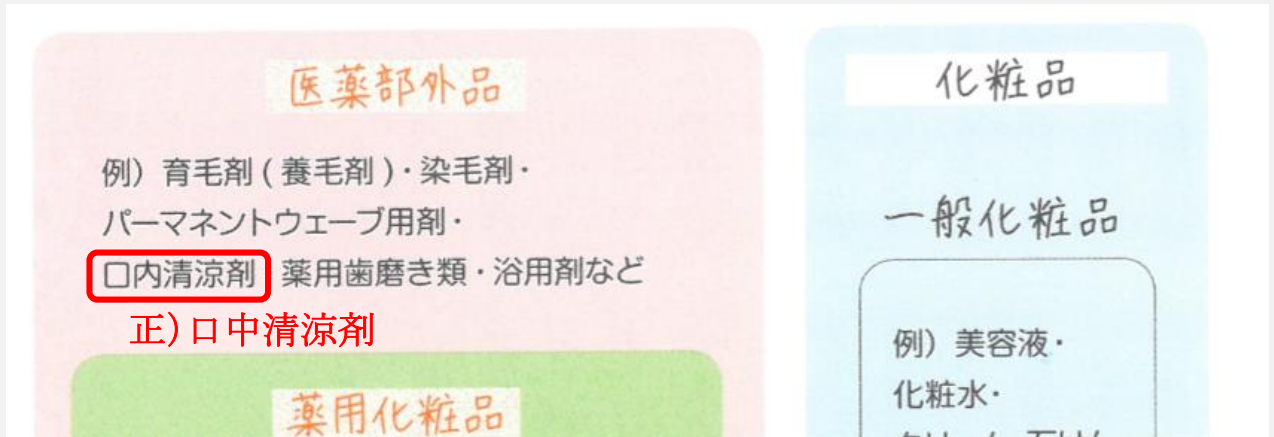 医薬部外品
例）育毛剤 ( 養毛剤 )・染毛剤・
パーマネントウェーブ用剤・
口内清涼剤 薬用歯磨き類・浴用剤など
正)口中清涼剤
薬用化粧品
化粧品
一般化粧品
例）美容液・
化粧水・